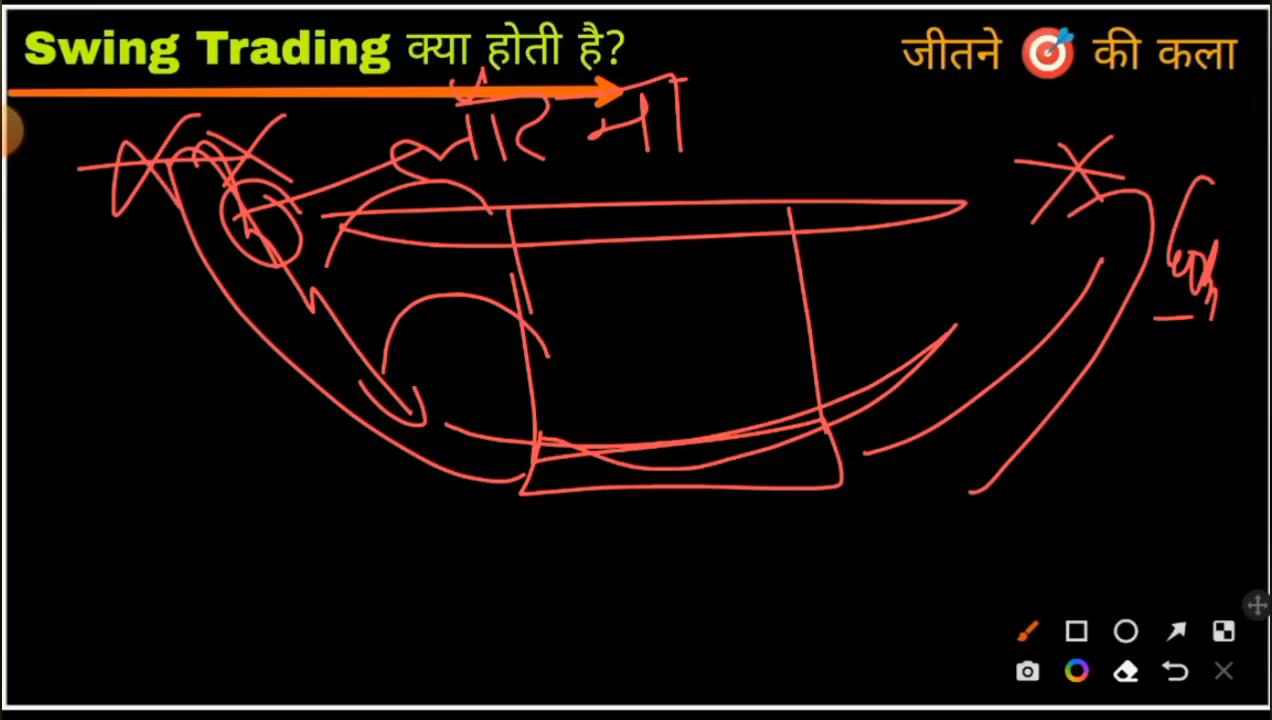 Swing Trading क्या होती है?
जीतने 🎯 की कला